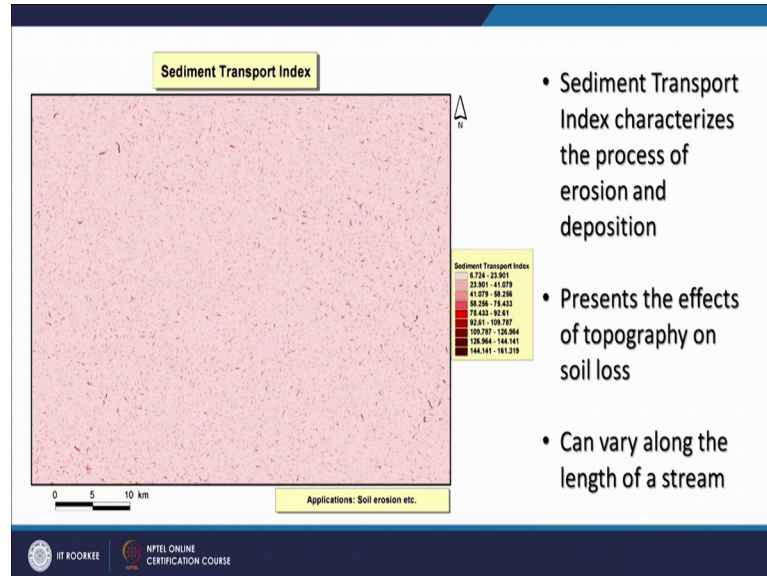 Sediment Transport Index
N
Sediment Transport Index
6.724 - 23.901
23.901 - 41.079
41.079 - 58.256
58.256 - 75.433
75.433 - 92.61
92.61 - 109.787
109.787 - 126.964
126.964 - 144.141
144.141 - 161.319
0 5 10 km
Applications: Soil erosion etc.
• Sediment Transport
Index characterizes
the process of
erosion and
deposition
• Presents the effects
of topography on
soil loss
• Can vary along the
length of a stream
IIT ROORKEE
NPTEL ONLINE
CERTIFICATION COURSE